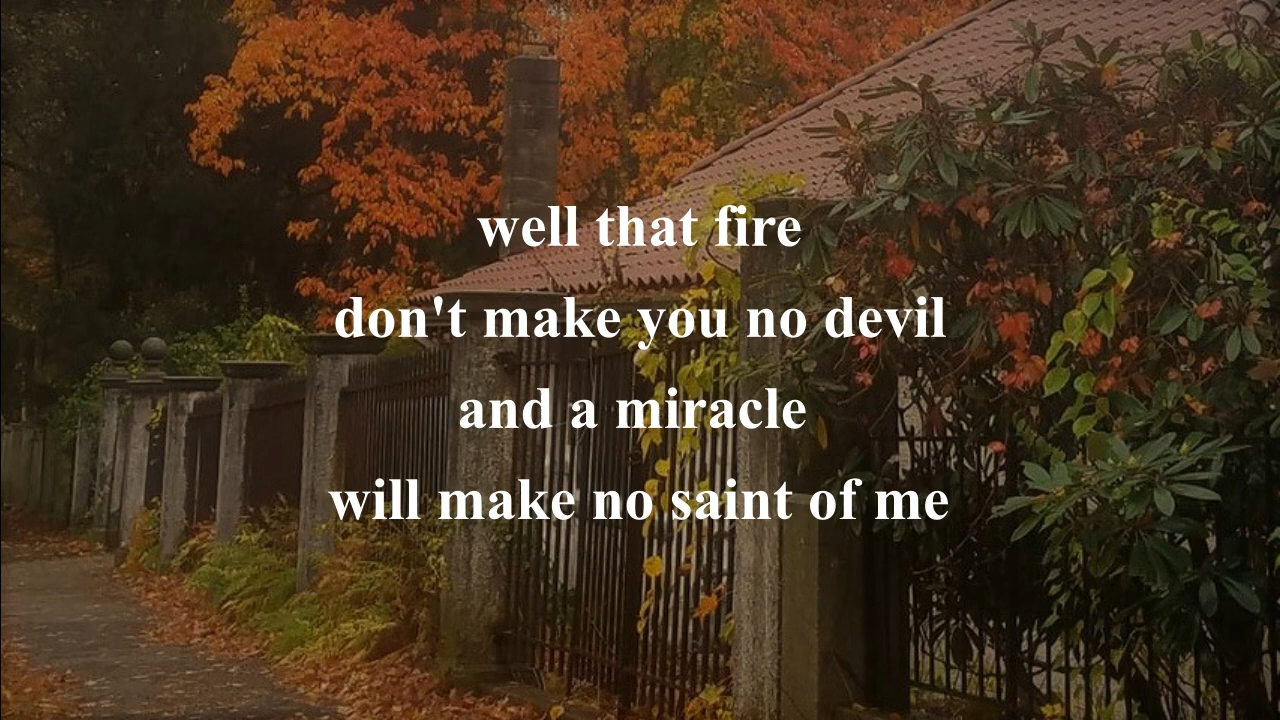 well that fire
don't make you no devil
and a miracle
will make no saint of me